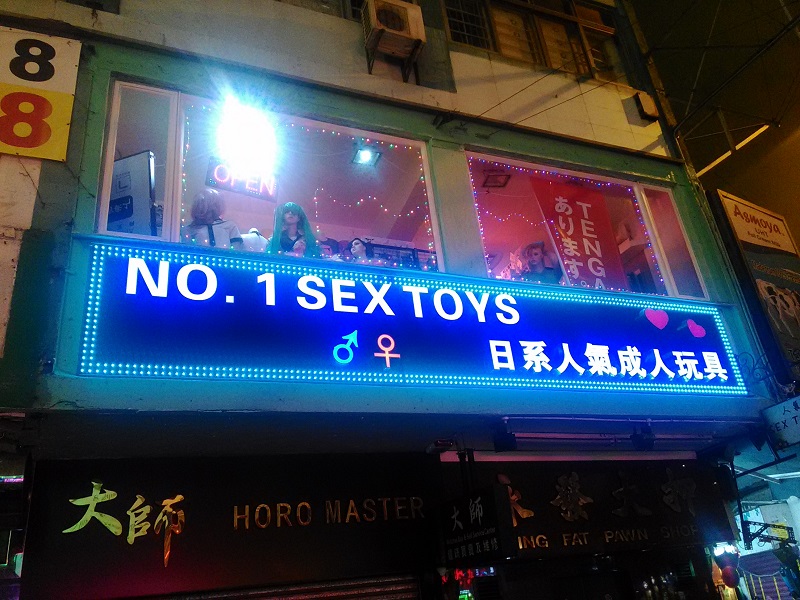 8
8
OPEN
TENGA
あります。
Asmoya
NO. 1 SEX TOYS
♂ ♀
日系人氣成人玩具
大師 HORO MASTER
大師
FAT PAWN SHOP